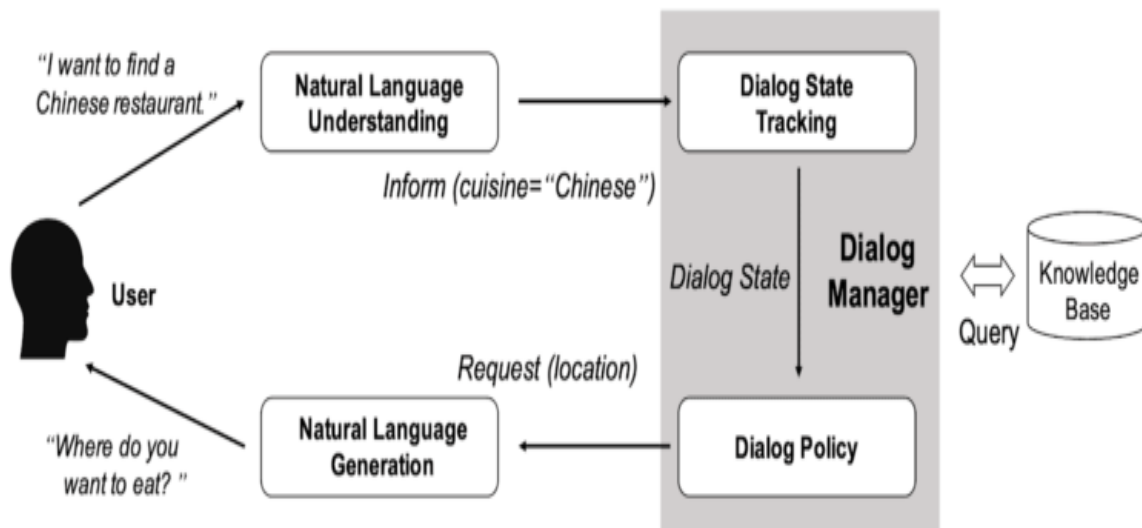 “I want to find a
Chinese restaurant.”
Natural Language
Understanding
Dialog State
Tracking
Inform (cuisine=“Chinese”)
User
Dialog State
Dialog
Manager
Knowledge
Base
Query
Request (location)
Natural Language
Generation
Dialog Policy
“Where do you
want to eat? ”